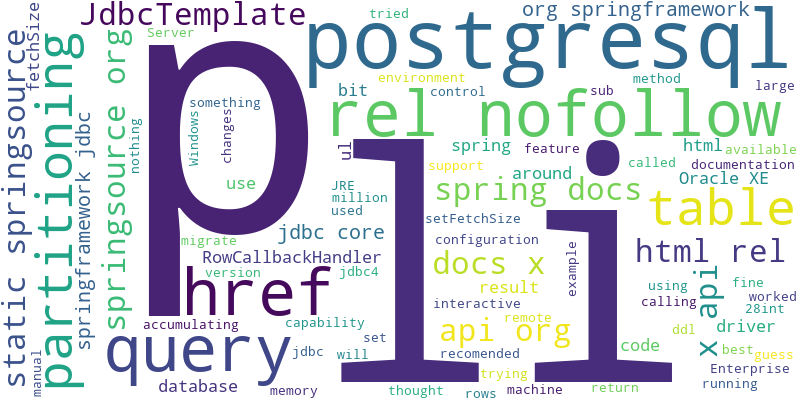 JdbcTemplate
tried
org springframework
Server
fetchSize
postgresql
environment
bit
control
sub
method
large
static springsource
partitioning
springframework jdbc
springsource org
nothing
something
Windows
changes
p
li
rel nofollow
ul
spring
feature
html
available
support
around
called
documentation
use
JRE
million
used
spring docs
Oracle XE
table
setFetchSize
migrate
jdbc core
configuration
RowCallbackHandler
version
jdbc4
docs x
example
html rel
href
result
interactive
x api
using
fine
calling
worked
28int
accumulating
capability
remote
api org
ddl
driver
set
query
jdbc
will
recomended
code
best
guess
trying
Enterprise
manual
database
memory
thought
rows
machine
return
running